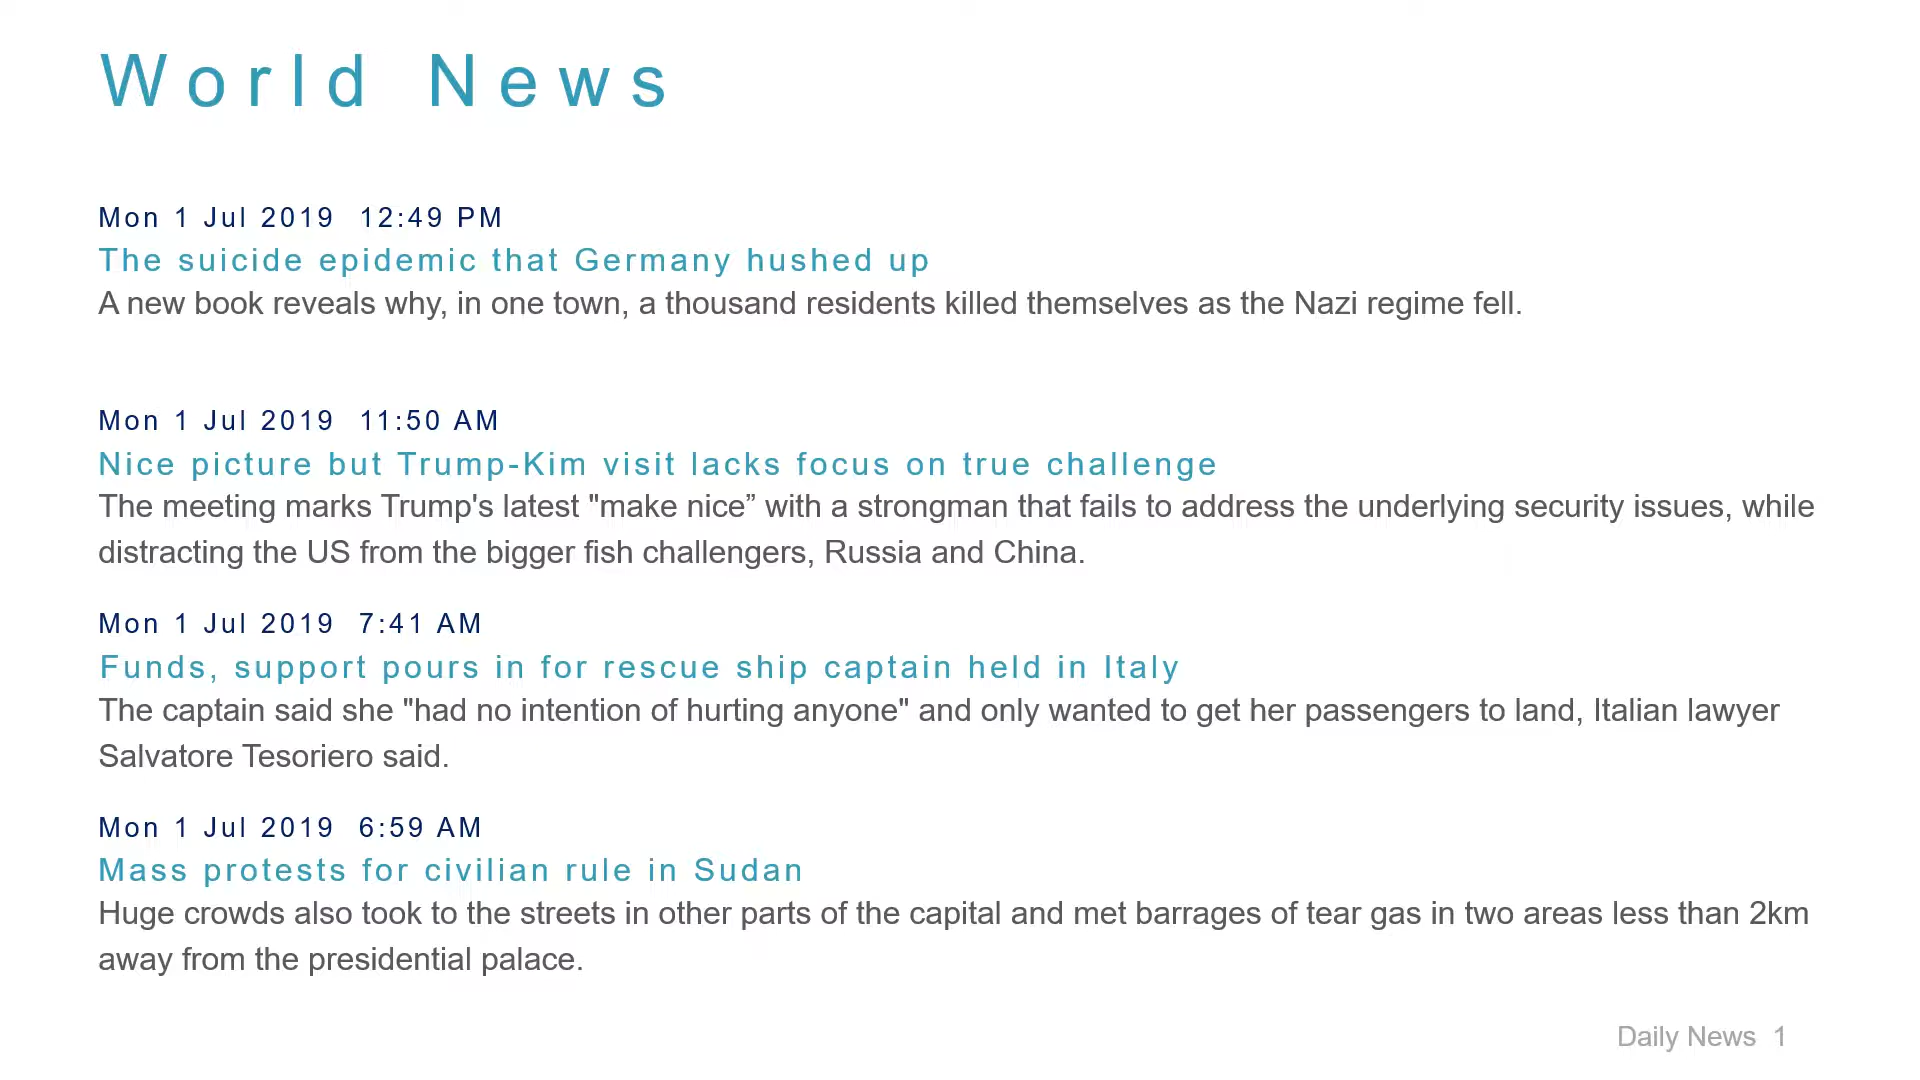 World News
Mon 1 Jul 2019  12:49 PM
The suicide epidemic that Germany hushed up
A new book reveals why, in one town, a thousand residents killed themselves as the Nazi regime fell.
Mon 1 Jul 2019  11:50 AM
Nice picture but Trump-Kim visit lacks focus on true challenge
The meeting marks Trump's latest "make nice” with a strongman that fails to address the underlying security issues, while
distracting the US from the bigger fish challengers, Russia and China.
Mon 1 Jul 2019  7:41 AM
Funds, support pours in for rescue ship captain held in Italy
The captain said she "had no intention of hurting anyone" and only wanted to get her passengers to land, Italian lawyer
Salvatore Tesoriero said.
Mon 1 Jul 2019  6:59 AM
Mass protests for civilian rule in Sudan
Huge crowds also took to the streets in other parts of the capital and met barrages of tear gas in two areas less than 2km
away from the presidential palace.
Daily News  1